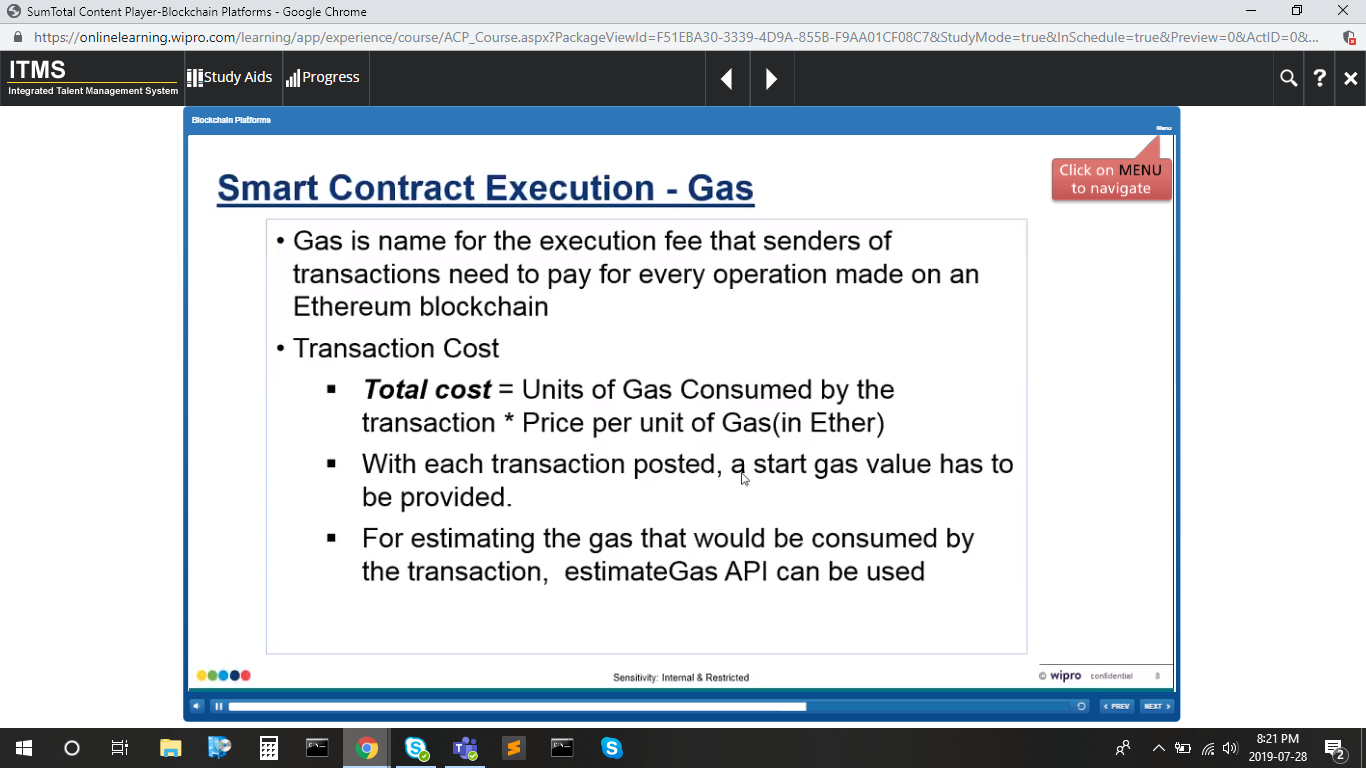 SumTotal Content Player-Blockchain Platforms - Google Chrome
https://onlinelearning.wipro.com/learning/app/experience/course/ACP_Course.aspx?PackageViewId=F51EBA30-3339-4D9A-855B-F9AA01CF08C7&StudyMode=true&InSchedule=true&Preview=0&ActID=0&...
ITMS
Integrated Talent Management System
Study Aids
Progress
?
Blockchain Platforms
Menu
Click on MENU
to navigate
Smart Contract Execution - Gas
• Gas is name for the execution fee that senders of
transactions need to pay for every operation made on an
Ethereum blockchain
• Transaction Cost
▪ Total cost = Units of Gas Consumed by the
transaction * Price per unit of Gas(in Ether)
▪ With each transaction posted, a start gas value has to
be provided.
▪ For estimating the gas that would be consumed by
the transaction,  estimateGas API can be used
Sensitivity: Internal & Restricted
© wipro confidential 8
PREV
NEXT
8:21 PM
2019-07-28
2